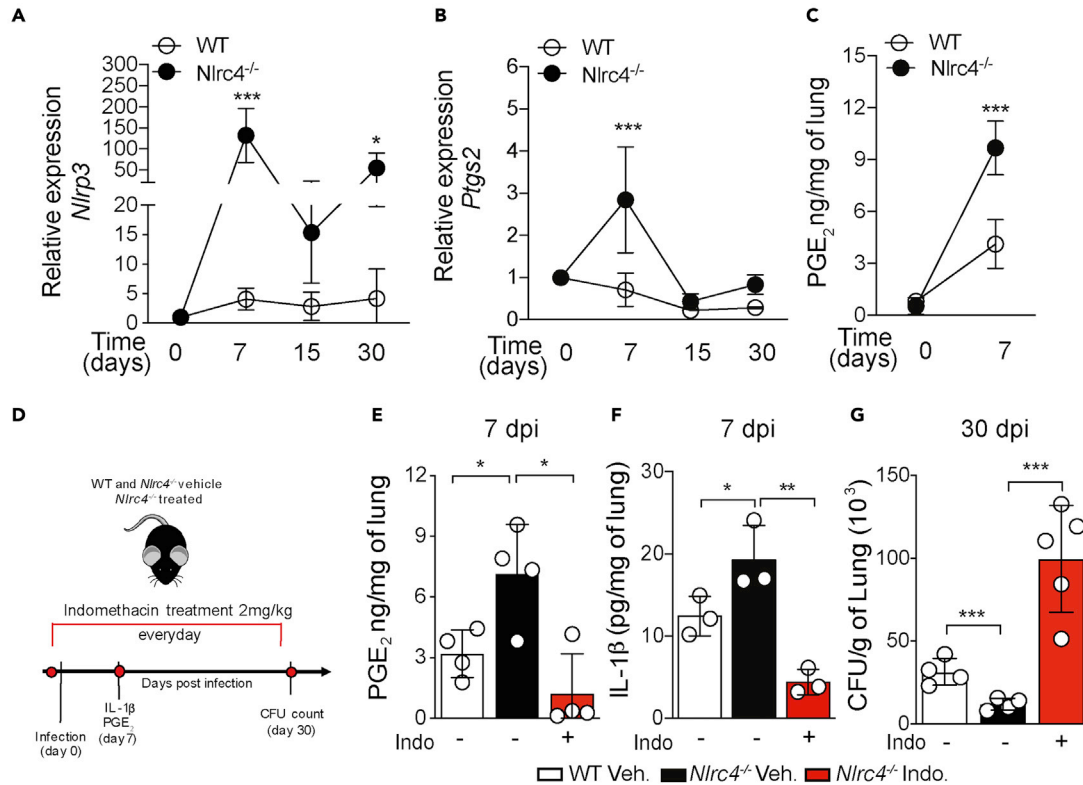 A
WT
Nlrc4-/-
300
250
200
150
100
50
20
15
10
5
0
Relative expression
Nlrp3
***
*
Time
(days)
0 7 15 30
B
WT
Nlrc4-/-
6
5
4
3
2
1
0
Relative expression
Ptgs2
***
Time
(days)
0 7 15 30
C
WT
Nlrc4-/-
15
12
9
6
3
0
PGE2 ng/mg of lung
***
Time
(days)
0 7
D
WT and Nlrc4-/- vehicle
Nlrc4-/- treated
Indomethacin treatment 2mg/kg
everyday
Days post infection
Infection
(day 0)
IL-1β
PGE2
(day 7)
CFU count
(day 30)
E
7 dpi
12
9
6
3
0
PGE2 ng/mg of lung
* *
Indo - - +
F
7 dpi
30
20
10
0
IL-1β (pg/mg of lung)
* **
- - +
G
30 dpi
150
100
50
0
CFU/g of Lung (10³)
***
***
Indo - - +
WT Veh. Nlrc4-/- Veh. Nlrc4-/- Indo.